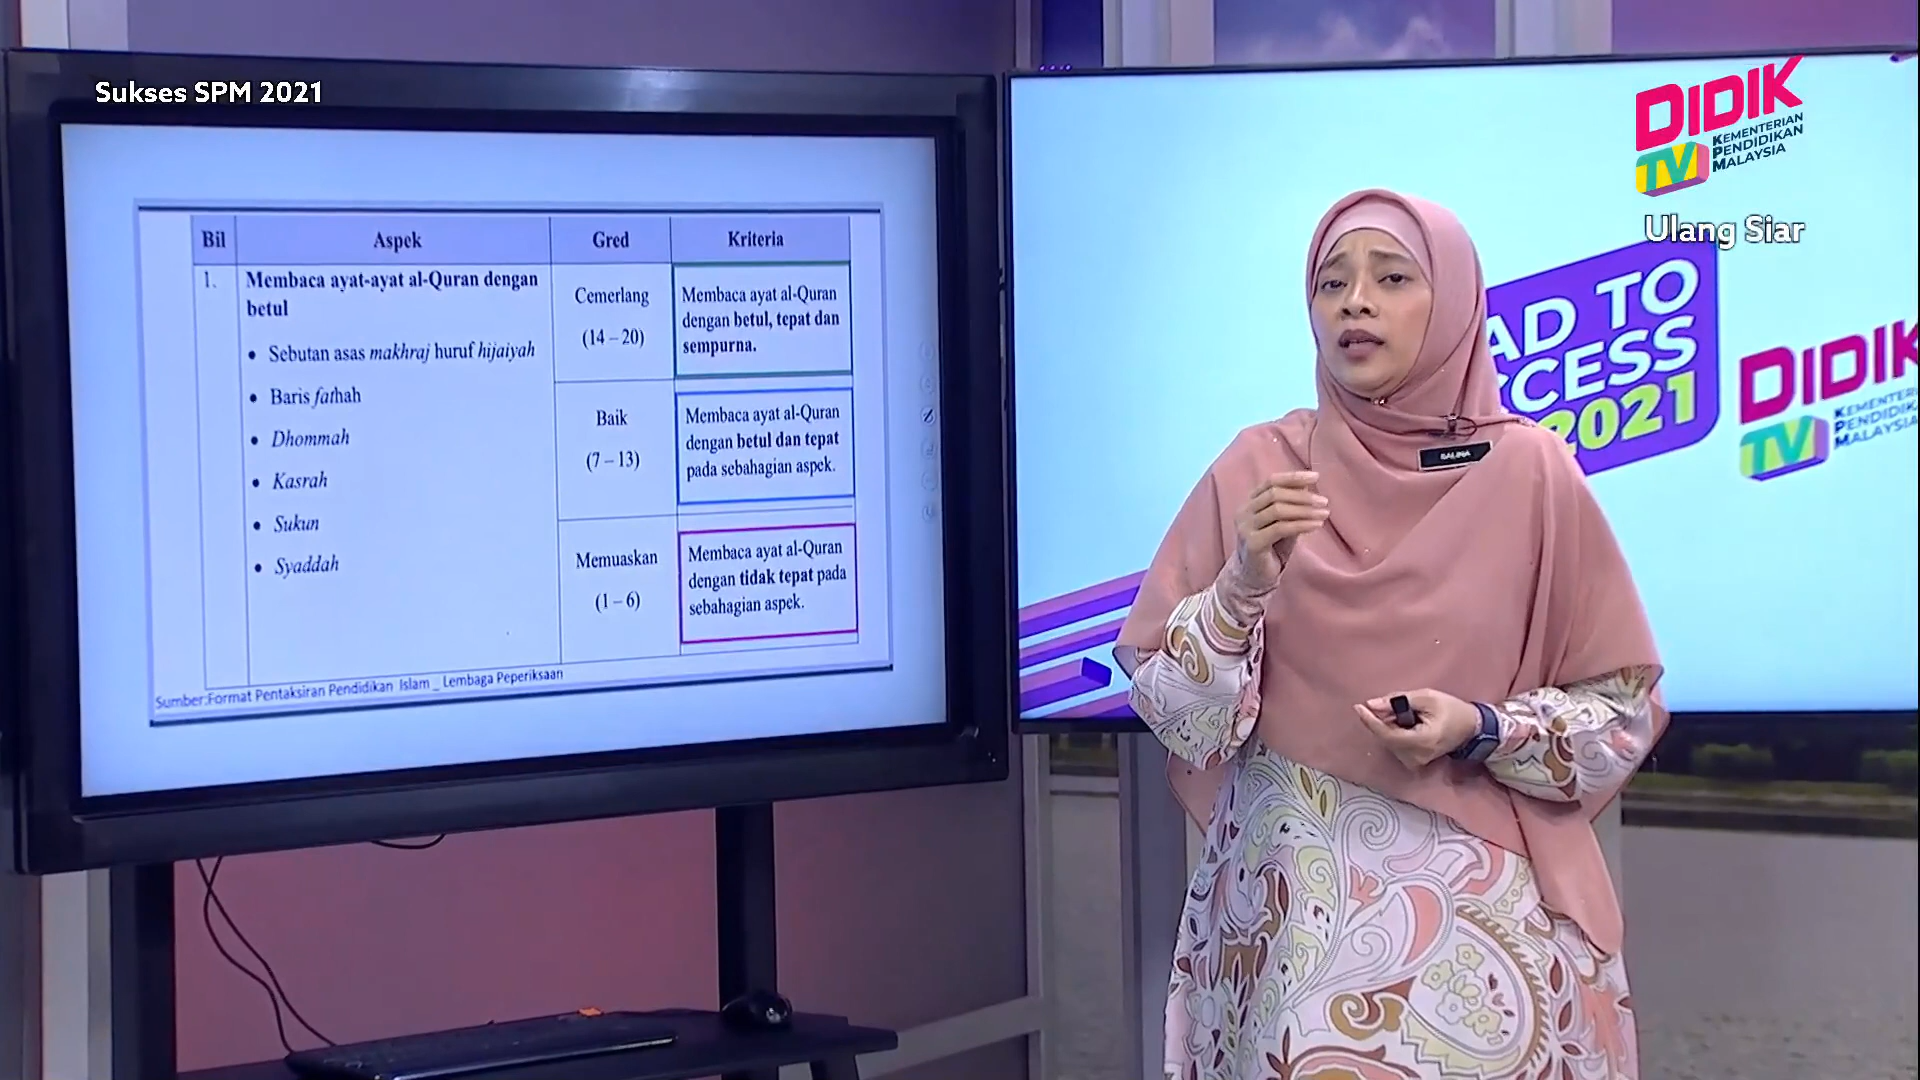 Sukses SPM 2021
Bil Aspek Gred Kriteria
1. Membaca ayat-ayat al-Quran dengan
betul
• Sebutan asas makhraj huruf hijaiyah
• Baris fathah
• Dhommah
• Kasrah
• Sukun
• Syaddah
Cemerlang
(14 – 20)
Membaca ayat al-Quran
dengan betul, tepat dan
sempurna.
Baik
(7 – 13)
Membaca ayat al-Quran
dengan betul dan tepat
pada sebahagian aspek.
Memuaskan
(1 – 6)
Membaca ayat al-Quran
dengan tidak tepat pada
sebahagian aspek.
Sumber:Format Pentaksiran Pendidikan Islam _ Lembaga Peperiksaan
DIDIK
TV
KEMENTERIAN
PENDIDIKAN
MALAYSIA
Ulang Siar
AD TO
CCESS
2021
DIDIK
TV
KEMENTERI
PENDIDIKA
MALAYSIA
SALINA